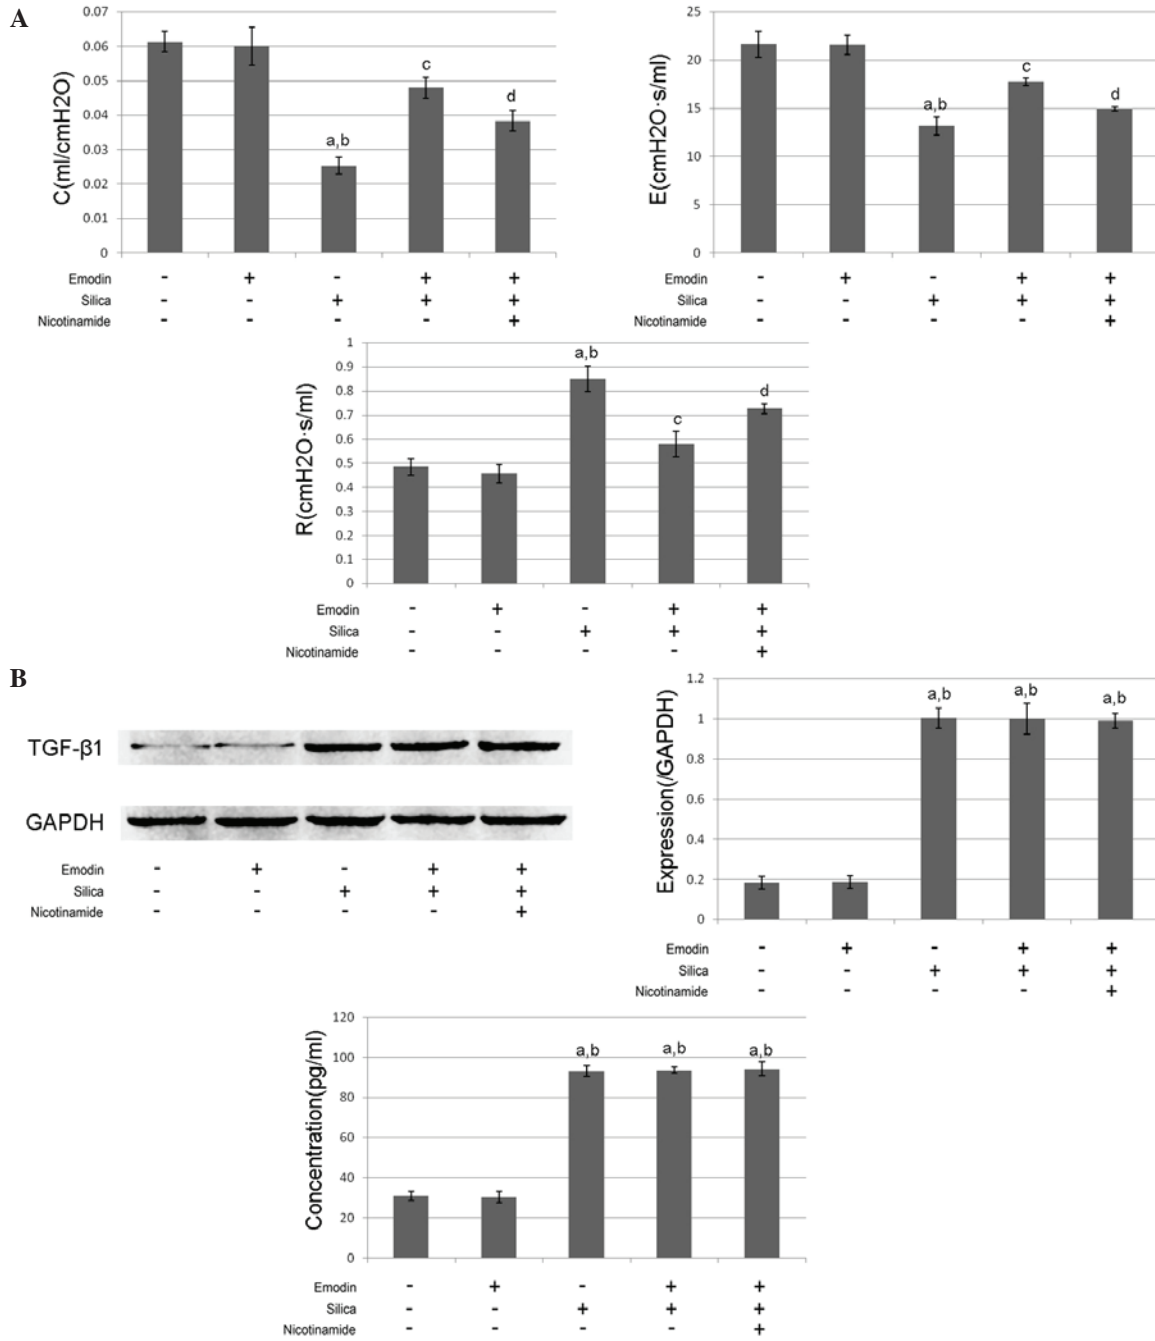 A
C(ml/cmH2O)
0.07
0.06
0.05
0.04
0.03
0.02
0.01
0
a,b
c
d
Emodin - + - + +
Silica - - + + +
Nicotinamide - - - - +
E(cmH2O·s/ml)
25
20
15
10
5
0
a,b
c
d
Emodin - + - + +
Silica - - + + +
Nicotinamide - - - - +
R(cmH2O·s/ml)
1
0.9
0.8
0.7
0.6
0.5
0.4
0.3
0.2
0.1
0
a,b
c
d
Emodin - + - + +
Silica - - + + +
Nicotinamide - - - - +
B
TGF-β1
GAPDH
Emodin - + - + +
Silica - - + + +
Nicotinamide - - - - +
Expression(/GAPDH)
1.2
1
0.8
0.6
0.4
0.2
0
a,b
a,b
a,b
Emodin - + - + +
Silica - - + + +
Nicotinamide - - - - +
Concentration(pg/ml)
120
100
80
60
40
20
0
a,b
a,b
a,b
Emodin - + - + +
Silica - - + + +
Nicotinamide - - - - +